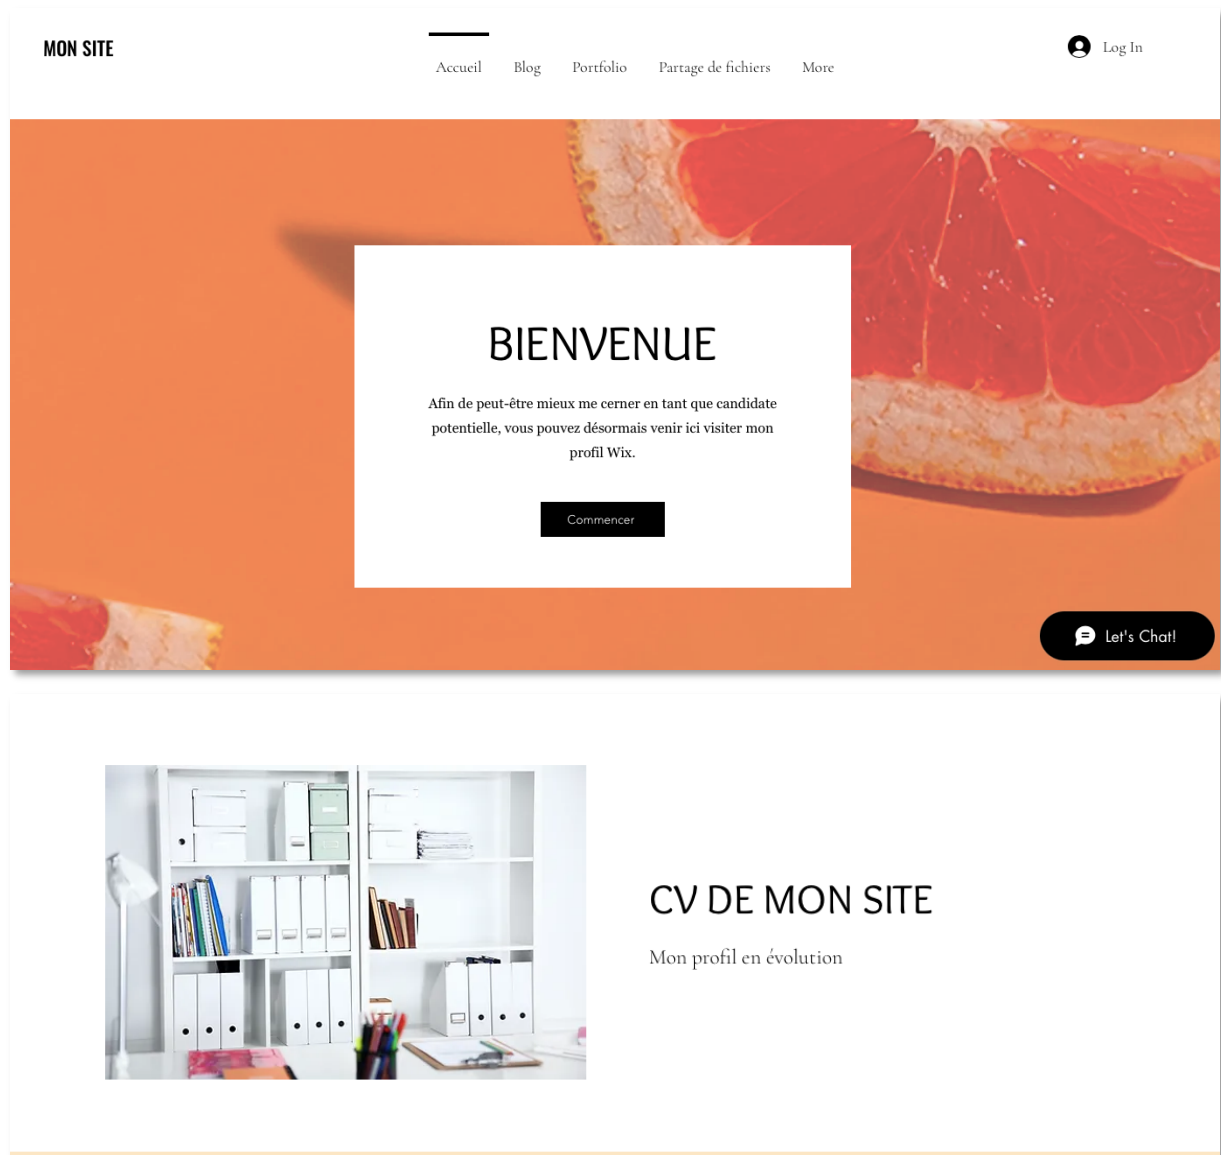 MON SITE
Accueil
Blog
Portfolio
Partage de fichiers
More
Log In
BIENVENUE
Afin de peut-être mieux me cerner en tant que candidate
potentielle, vous pouvez désormais venir ici visiter mon
profil Wix.
Commencer
Let's Chat!
CV DE MON SITE
Mon profil en évolution